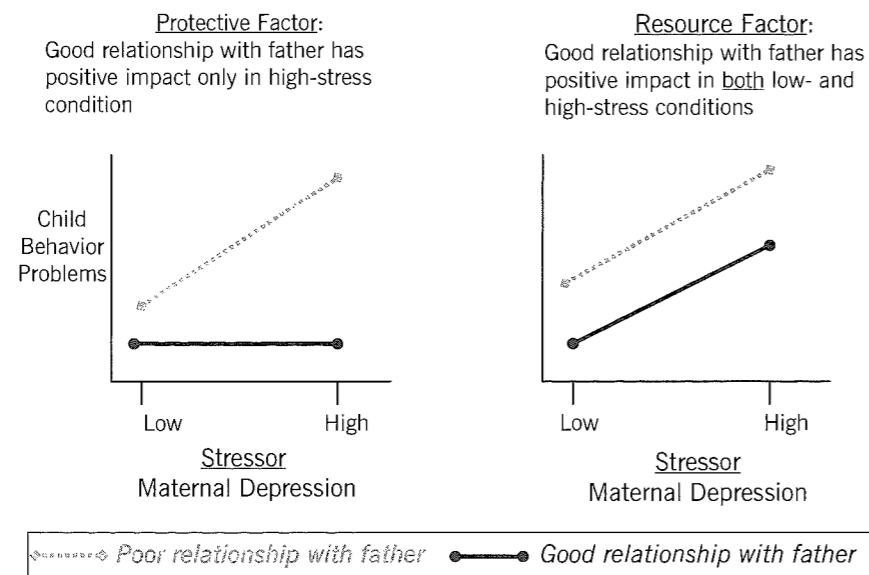 Protective Factor:
Good relationship with father has
positive impact only in high-stress
condition
Resource Factor:
Good relationship with father has
positive impact in both low- and
high-stress conditions
Child
Behavior
Problems
Low
High
Stressor
Maternal Depression
Low
High
Stressor
Maternal Depression
Poor relationship with father
Good relationship with father